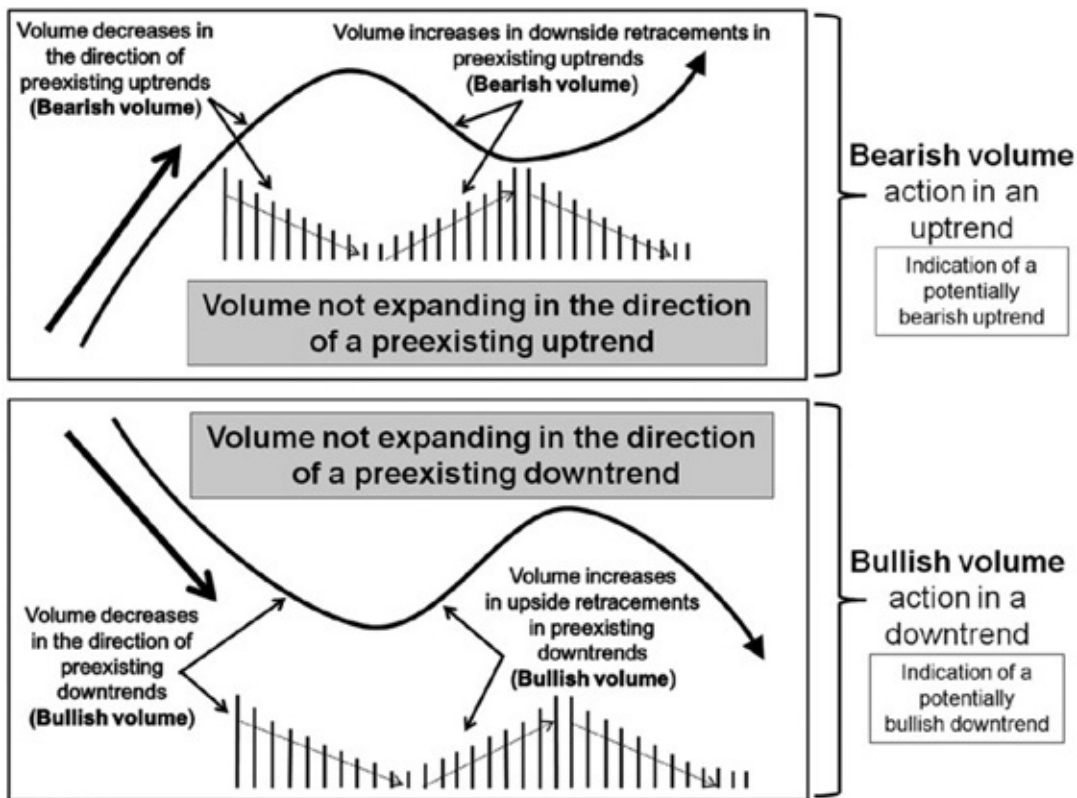 Volume decreases in
the direction of
preexisting uptrends
(Bearish volume)
Volume increases in downside retracements in
preexisting uptrends
(Bearish volume)
Volume not expanding in the direction
of a preexisting uptrend
Bearish volume
action in an
uptrend
Indication of a
potentially
bearish uptrend
Volume not expanding in the direction
of a preexisting downtrend
Volume decreases
in the direction of
preexisting
downtrends
(Bullish volume)
Volume increases
in upside retracements
in preexisting
downtrends
(Bullish volume)
Bullish volume
action in a
downtrend
Indication of a
potentially
bullish downtrend